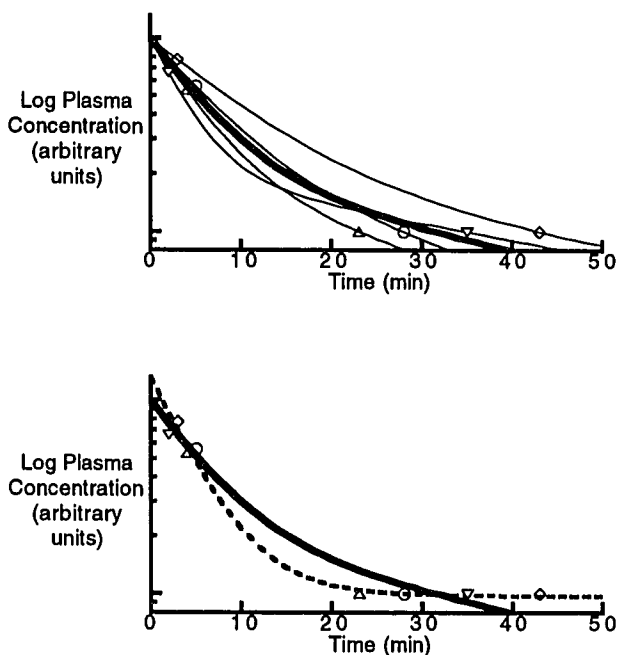 Log Plasma
Concentration
(arbitrary
units)
0 10 20 30 40 50
Time (min)
Log Plasma
Concentration
(arbitrary
units)
0 10 20 30 40 50
Time (min)